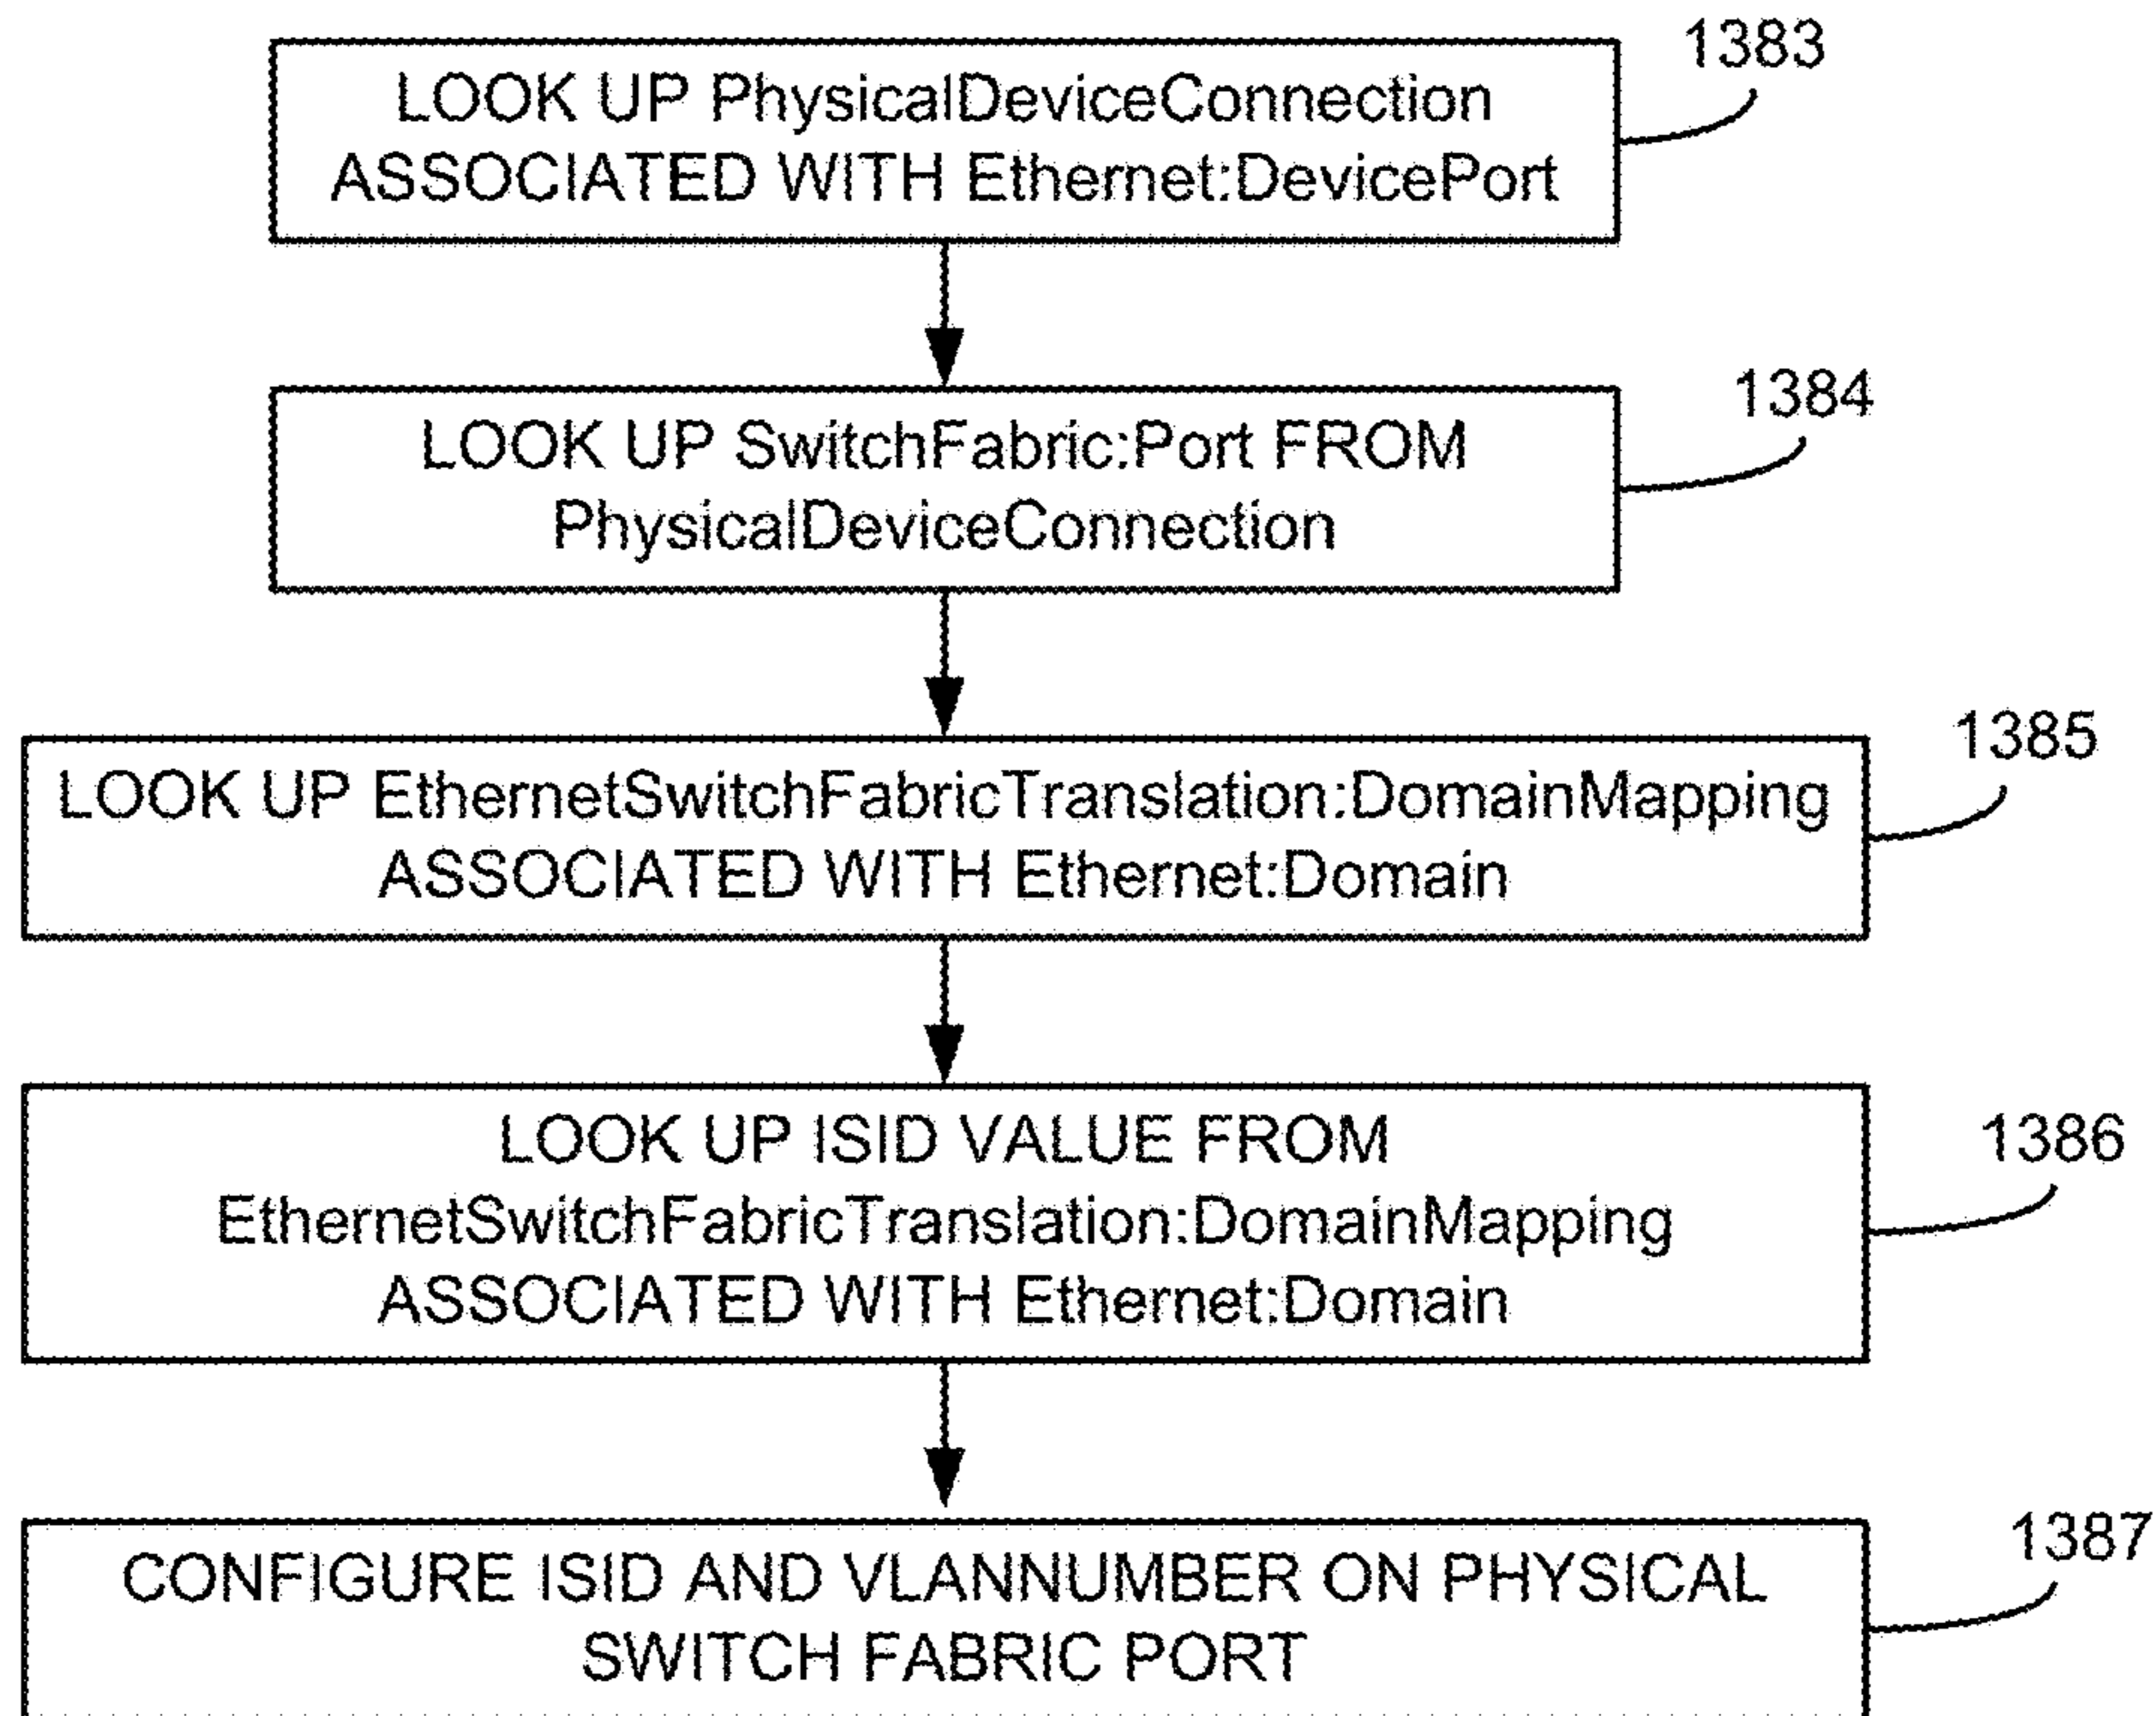 1383
LOOK UP PhysicalDeviceConnection
ASSOCIATED WITH Ethernet:DevicePort
1384
LOOK UP SwitchFabric:Port FROM
PhysicalDeviceConnection
1385
LOOK UP EthernetSwitchFabricTranslation:DomainMapping
ASSOCIATED WITH Ethernet:Domain
1386
LOOK UP ISID VALUE FROM
EthernetSwitchFabricTranslation:DomainMapping
ASSOCIATED WITH Ethernet:Domain
1387
CONFIGURE ISID AND VLANNUMBER ON PHYSICAL
SWITCH FABRIC PORT